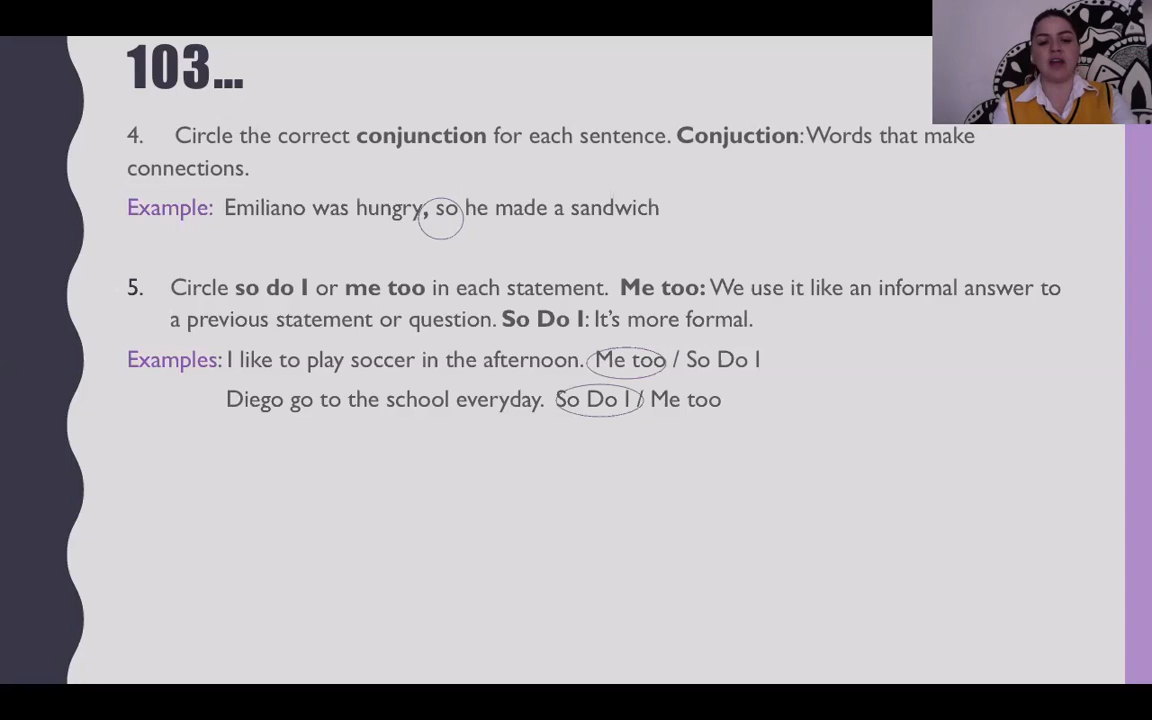 103...
4. Circle the correct conjunction for each sentence. Conjuction: Words that make
connections.
Example: Emiliano was hungry, so he made a sandwich
5. Circle so do I or me too in each statement. Me too: We use it like an informal answer to
a previous statement or question. So Do I: It's more formal.
Examples: I like to play soccer in the afternoon. Me too / So Do I
Diego go to the school everyday. So Do I / Me too